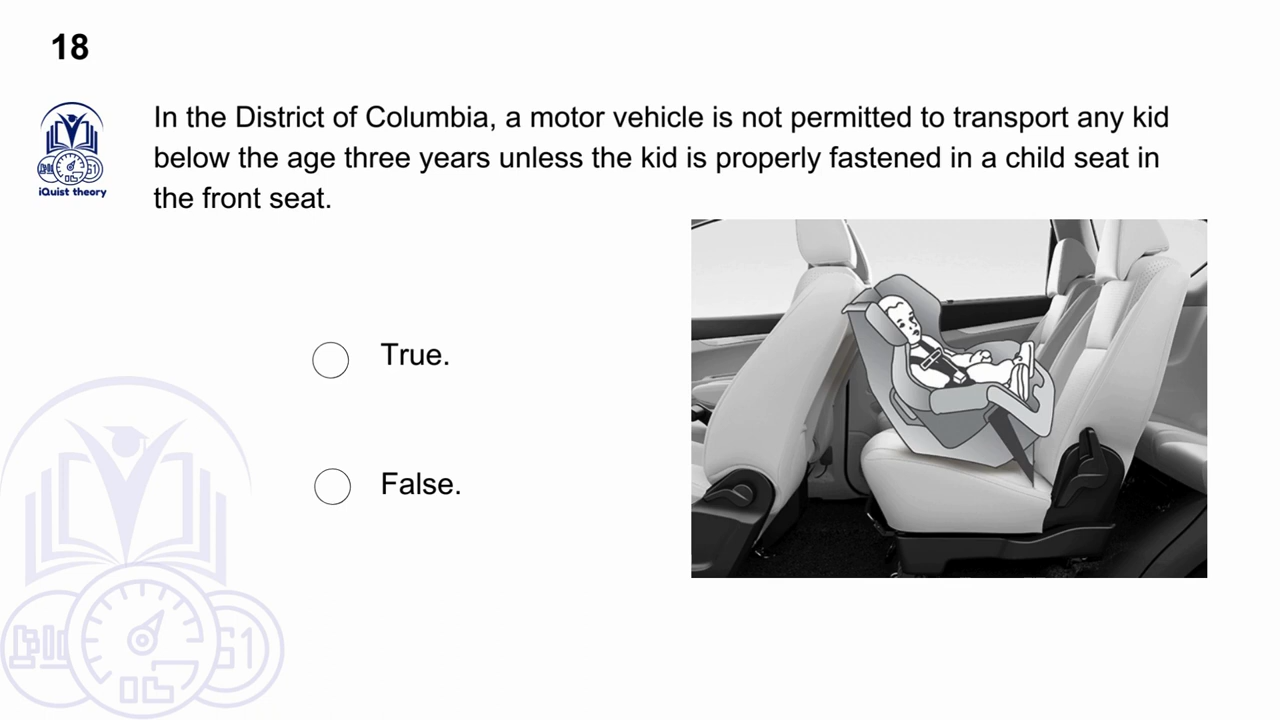 18
In the District of Columbia, a motor vehicle is not permitted to transport any kid
below the age three years unless the kid is properly fastened in a child seat in
the front seat.
iQuist theory
True.
False.